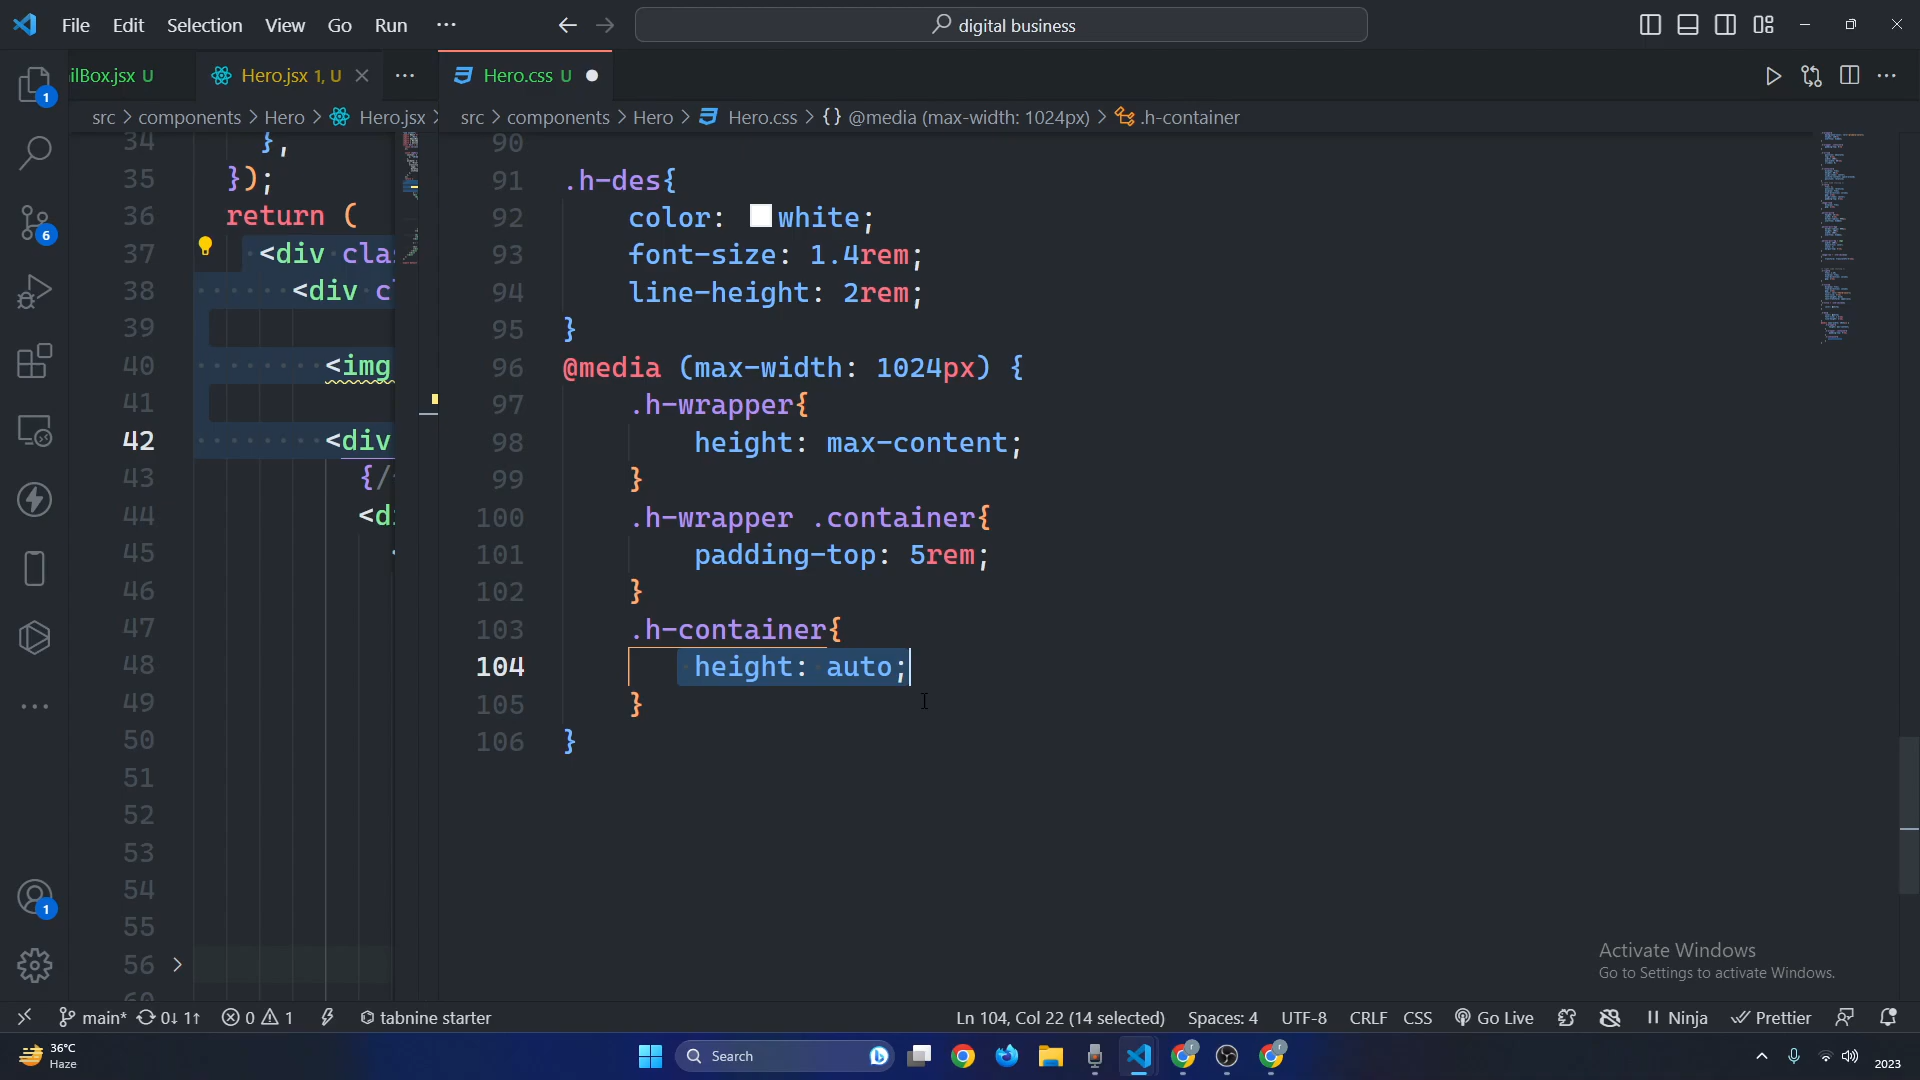 File Edit Selection View Go Run ··· digital business
ilBox.jsx U Hero.jsx 1, U Hero.css U
src > components > Hero > Hero.jsx > src > components > Hero > Hero.css > {} @media (max-width: 1024px) > .h-container
34 },
35 });
36 return (
37 <div clas
38 <div cl
39
40 <img
41
42 <div
43 {/*
44 <di
45
46
47
48
49
50
51
52
53
54
55
56
90
91 .h-des{
92 color: white;
93 font-size: 1.4rem;
94 line-height: 2rem;
95 }
96 @media (max-width: 1024px) {
97 .h-wrapper{
98 height: max-content;
99 }
100 .h-wrapper .container{
101 padding-top: 5rem;
102 }
103 .h-container{
104 height: auto;
105 }
106 }
1
6
1
Activate Windows
Go to Settings to activate Windows.
main* 0↓ 1↑ 0 1 tabnine starter Ln 104, Col 22 (14 selected) Spaces: 4 UTF-8 CRLF CSS Go Live Ninja Prettier
36°C
Haze
Search
2023